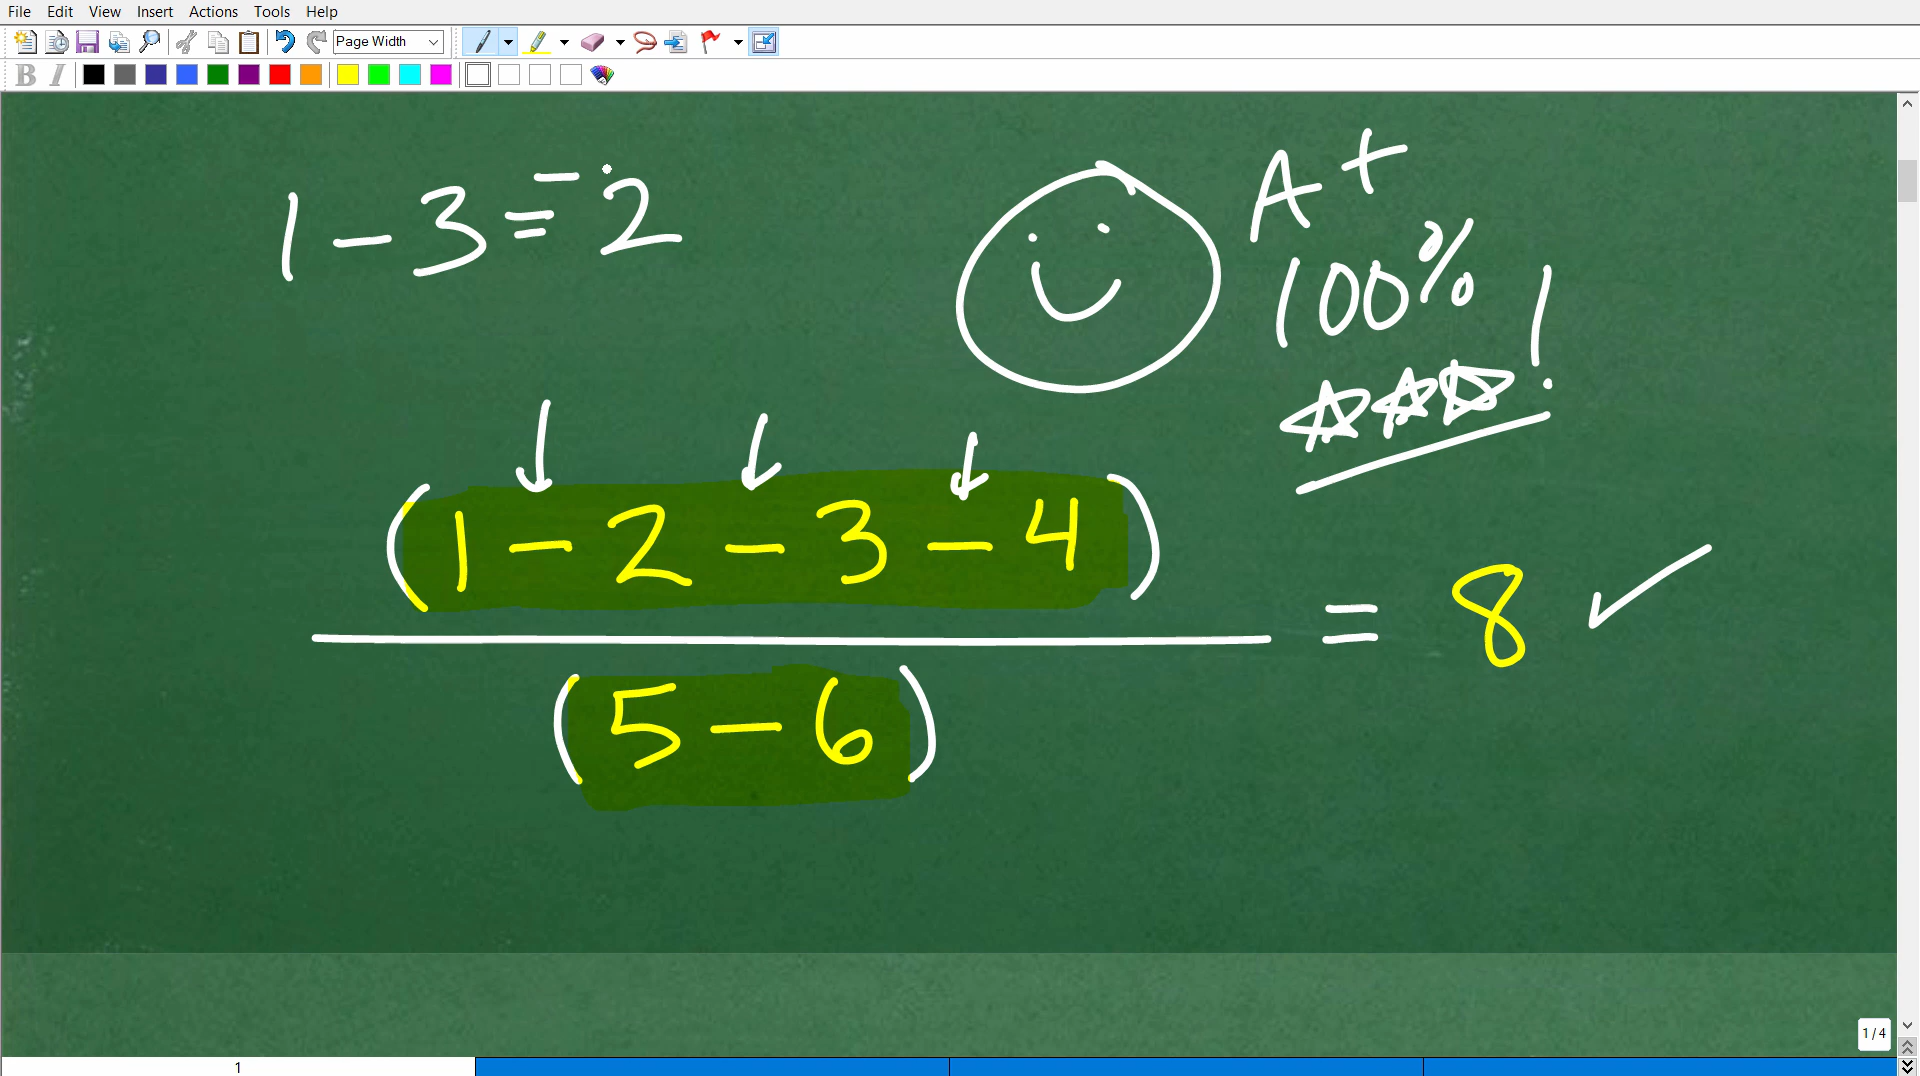 File Edit View Insert Actions Tools Help
Page Width
B I
1 - 3 = -2
A+
100%!
(1 - 2 - 3 - 4)
(5 - 6)
= 8 ✓
1 / 4
1